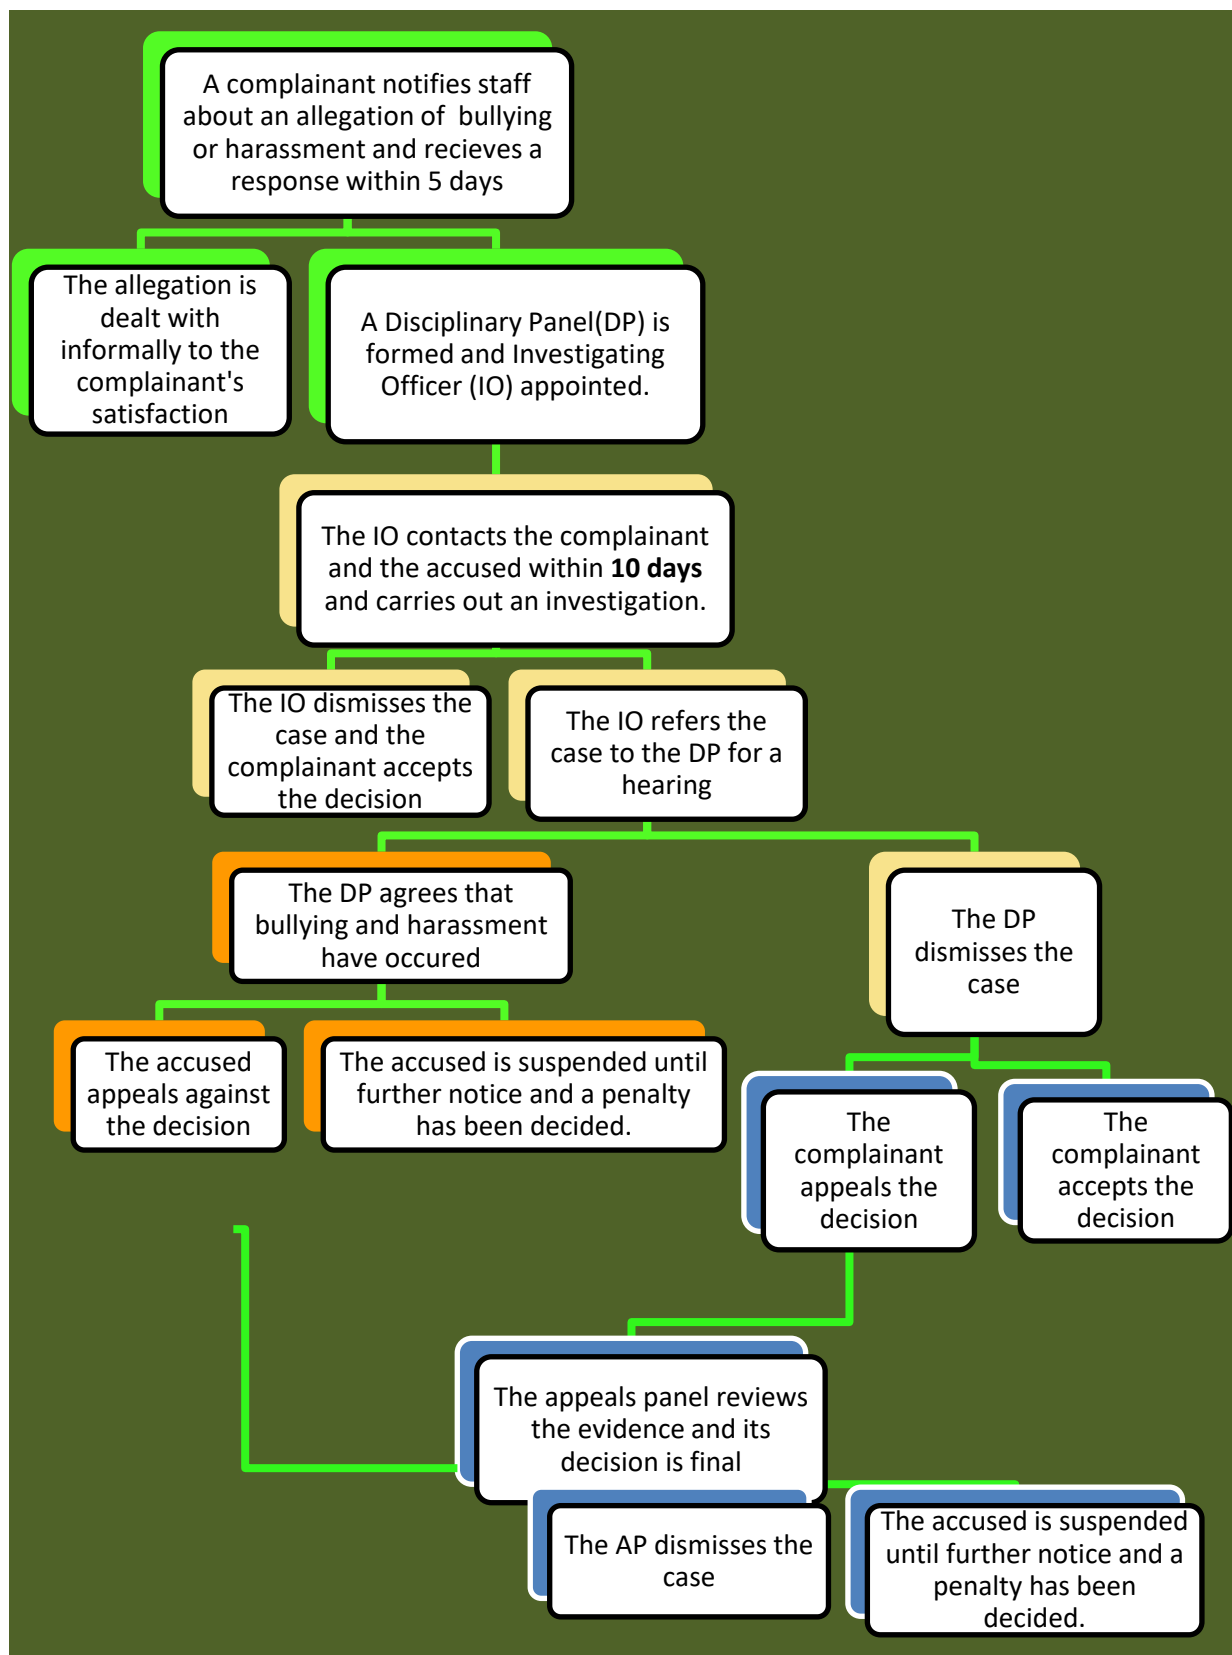 A complainant notifies staff
about an allegation of  bullying
or harassment and recieves a
response within 5 days
The allegation is
dealt with
informally to the
complainant's
satisfaction
A Disciplinary Panel(DP) is
formed and Investigating
Officer (IO) appointed.
The IO contacts the complainant
and the accused within 10 days
and carries out an investigation.
The IO dismisses the
case and the
complainant accepts
the decision
The IO refers the
case to the DP for a
hearing
The DP agrees that
bullying and harassment
have occured
The DP
dismisses the
case
The accused
appeals against
the decision
The accused is suspended until
further notice and a penalty
has been decided.
The
complainant
appeals the
decision
The
complainant
accepts the
decision
The appeals panel reviews
the evidence and its
decision is final
The AP dismisses the
case
The accused is suspended
until further notice and a
penalty has been
decided.